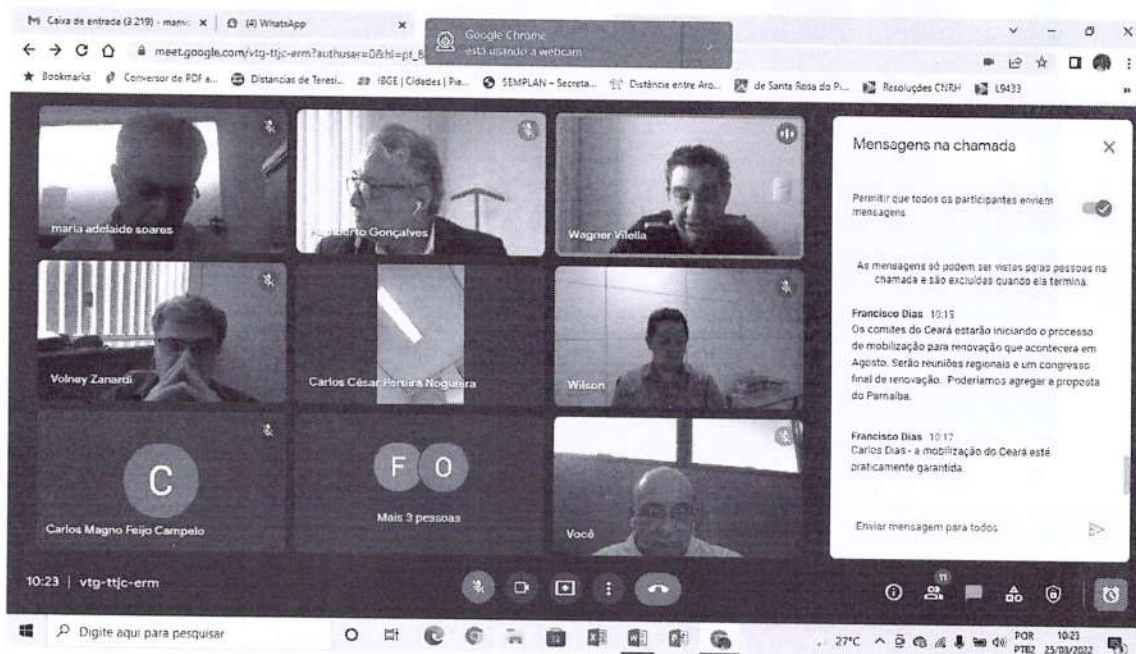 Caixa de entrada (3.219) - manv
(4) WhatsApp
Google Chrome
está usando a webcam
meet.google.com/vtg-ttjc-erm?authuser=0&hl=pt_B
Bookmarks
Conversor de PDF a...
Distancias de Teresi...
IBGE | Cidades | Pia...
SEMPLAN – Secreta...
Distância entre Aro...
de Santa Rosa do Pi...
Resoluções CNRH
L9433
maria adelaide soares
Gonçalves
Wagner Vilella
Volney Zanardi
Carlos César Pereira Nogueira
Wilson
C
Carlos Magno Feijo Campelo
F O
Mais 3 pessoas
Você
Mensagens na chamada
Permitir que todos os participantes enviem
mensagens
As mensagens só podem ser vistas pelas pessoas na
chamada e são excluídas quando ela termina.
Francisco Dias 10:15
Os comites do Ceará estarão iniciando o processo
de mobilização para renovação que acontecera em
Agosto. Serão reuniões regionais e um congresso
final de renovação. Poderiamos agregar a proposta
do Parnaíba.
Francisco Dias 10:17
Carlos Dias - a mobilização do Ceará está
praticamente garantida.
Enviar mensagem para todos
10:23 | vtg-ttjc-erm
11
Digite aqui para pesquisar
27°C
POR
PTB2
10:23
25/03/2022